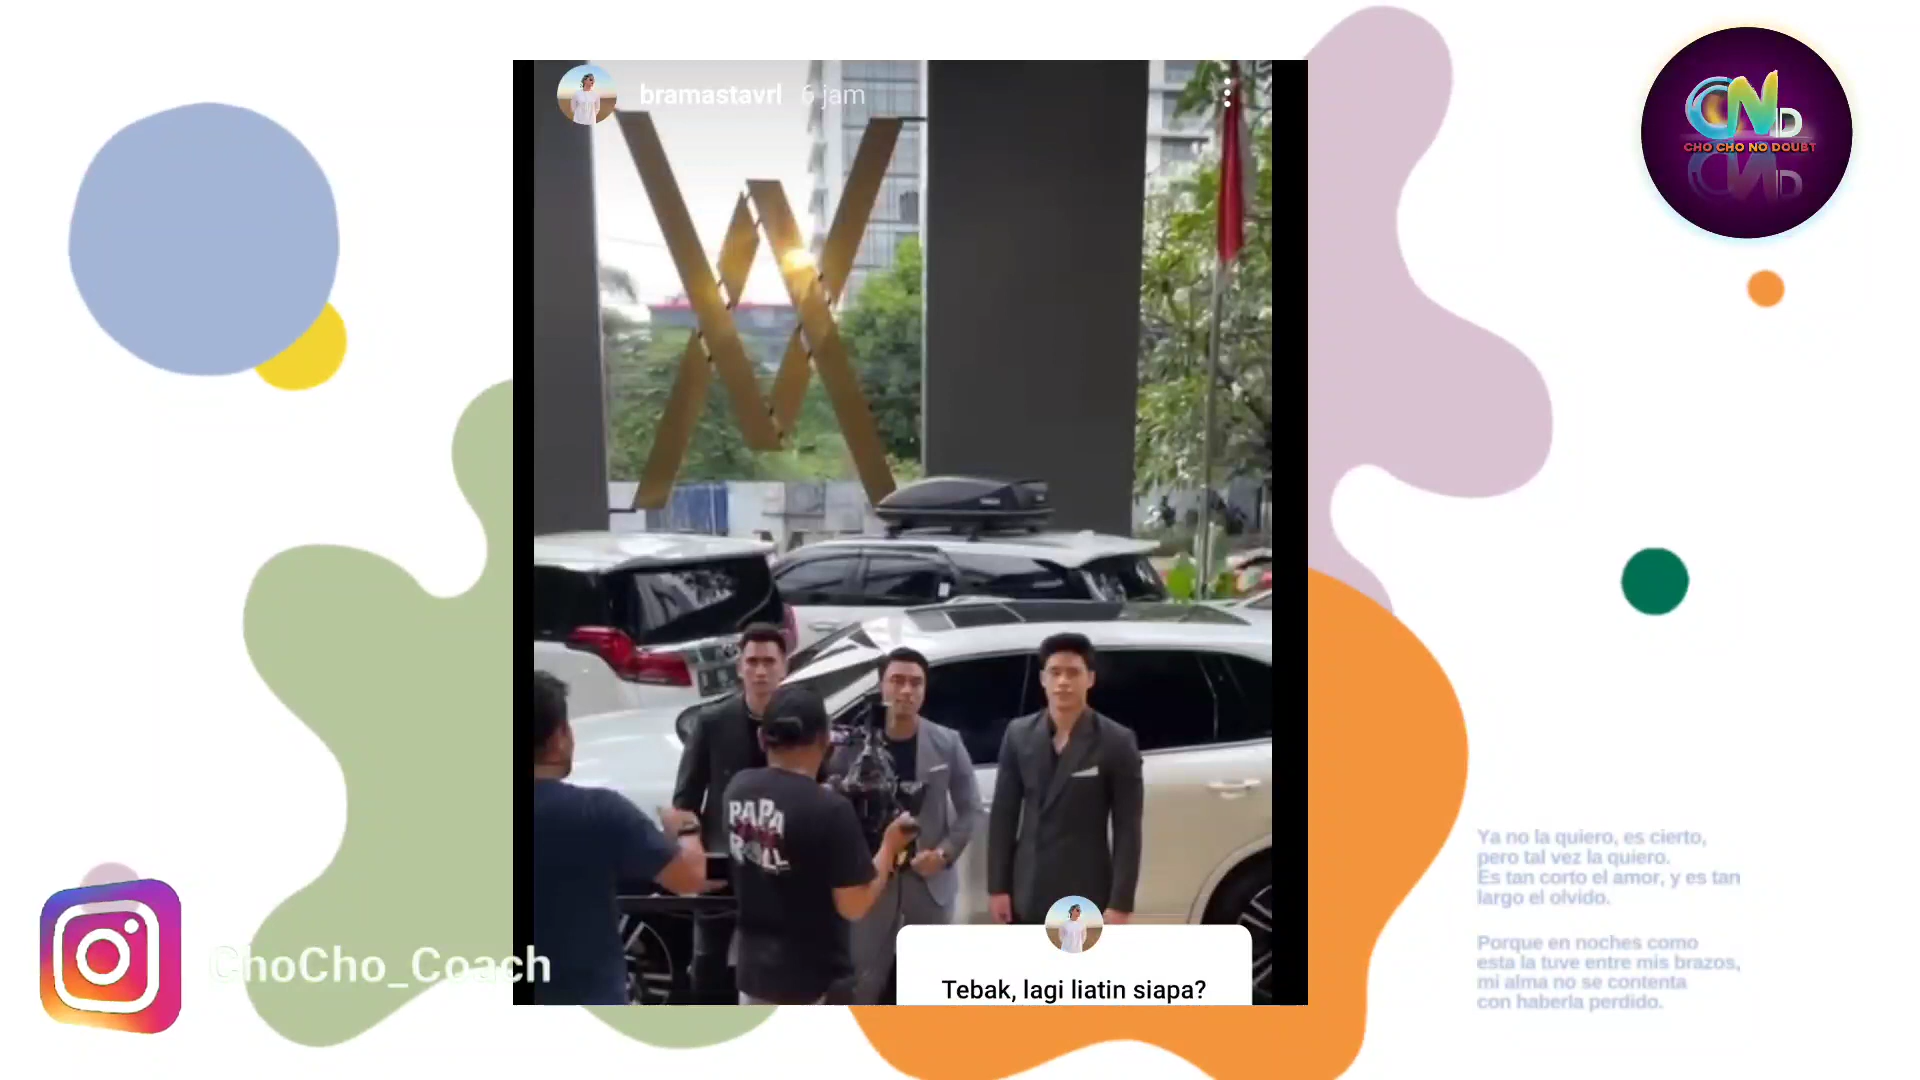 bramastavrl 6 jam
CND
CHO CHO NO DOUBT
PAPA
Tebak, lagi liatin siapa?
ChoCho_Coach
Ya no la quiero, es cierto,
pero tal vez la quiero.
Es tan corto el amor, y es tan
largo el olvido.
Porque en noches como
esta la tuve entre mis brazos,
mi alma no se contenta
con haberla perdido.